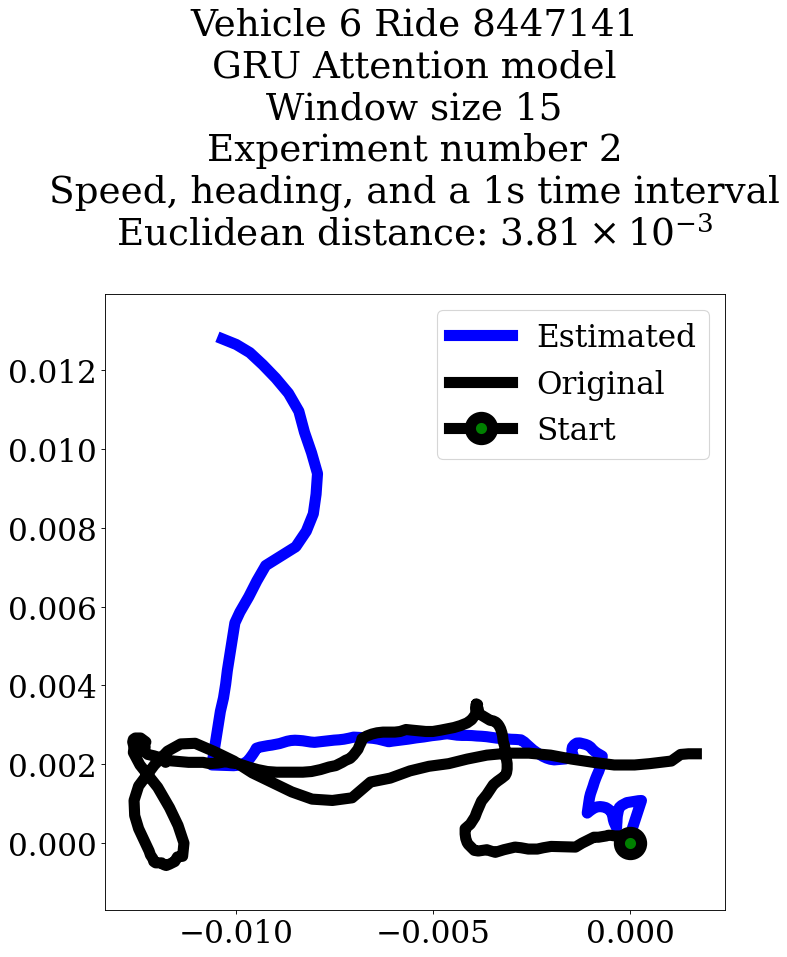 Vehicle 6 Ride 8447141
GRU Attention model
Window size 15
Experiment number 2
Speed, heading, and a 1s time interval
Euclidean distance: 3.81 × 10⁻³
Estimated
Original
Start
0.012
0.010
0.008
0.006
0.004
0.002
0.000
−0.010 −0.005 0.000